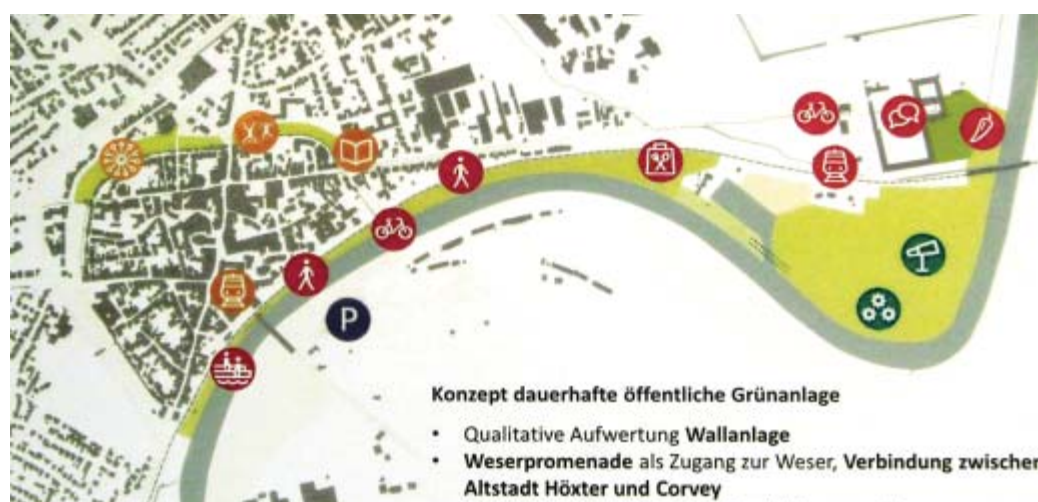 P
Konzept dauerhafte öffentliche Grünanlage
• Qualitative Aufwertung Wallanlage
• Weserpromenade als Zugang zur Weser, Verbindung zwischen
Altstadt Höxter und Corvey